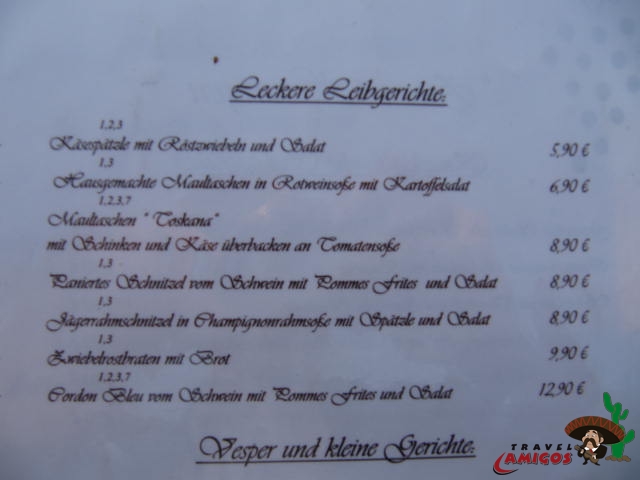 Leckere Leibgerichte:
1,2,3
Käsespätzle mit Röstzwiebeln und Salat 5,90 €
1,3
Hausgemachte Maultaschen in Rotweinsoße mit Kartoffelsalat 6,90 €
1,2,3,7
Maultaschen " Toskana"
mit Schinken und Käse überbacken an Tomatensoße 8,90 €
1,3
Paniertes Schnitzel vom Schwein mit Pommes Frites und Salat 8,90 €
1,3
Jägerrahmschnitzel in Champignonrahmsoße mit Spätzle und Salat 8,90 €
1,3
Zwiebelrostbraten mit Brot 9,90 €
1,2,3,7
Cordon Bleu vom Schwein mit Pommes Frites und Salat 12,90 €
Vesper und kleine Gerichte:
TRAVEL
AMIGOS